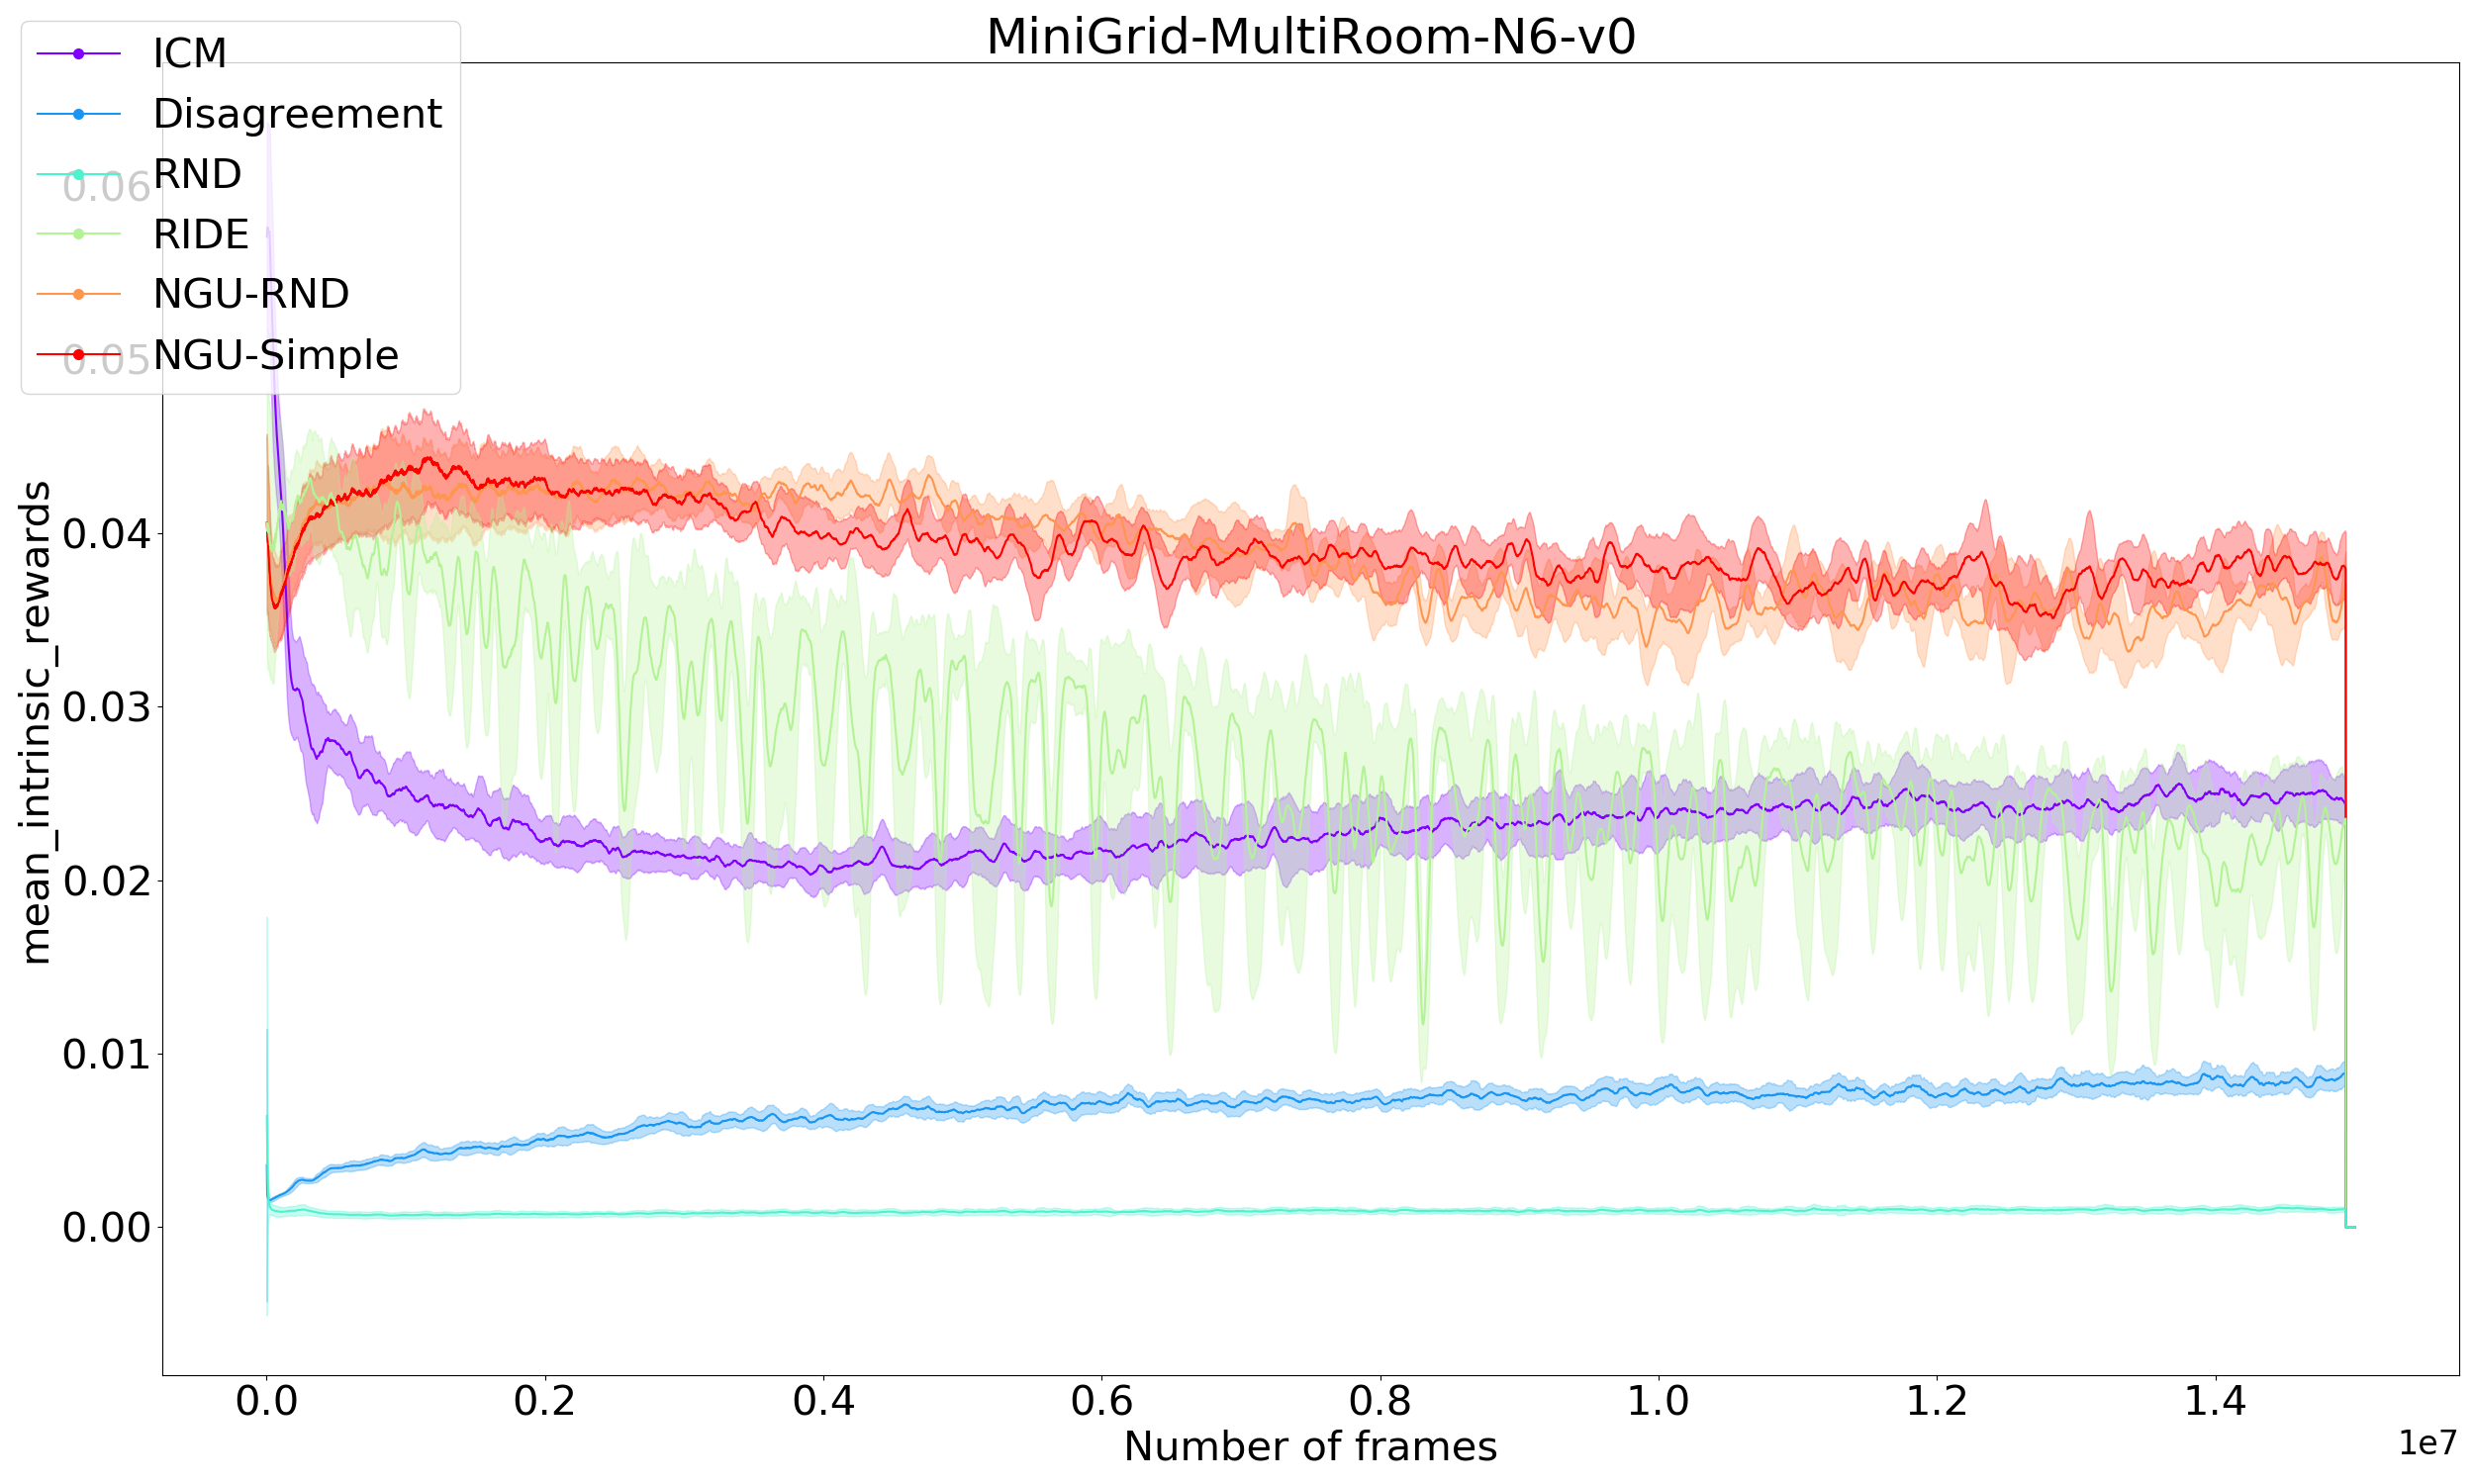 MiniGrid-MultiRoom-N6-v0
ICM
Disagreement
RND
RIDE
NGU-RND
NGU-Simple
mean_intrinsic_rewards
0.06
0.05
0.04
0.03
0.02
0.01
0.00
0.0 0.2 0.4 0.6 0.8 1.0 1.2 1.4
1e7
Number of frames